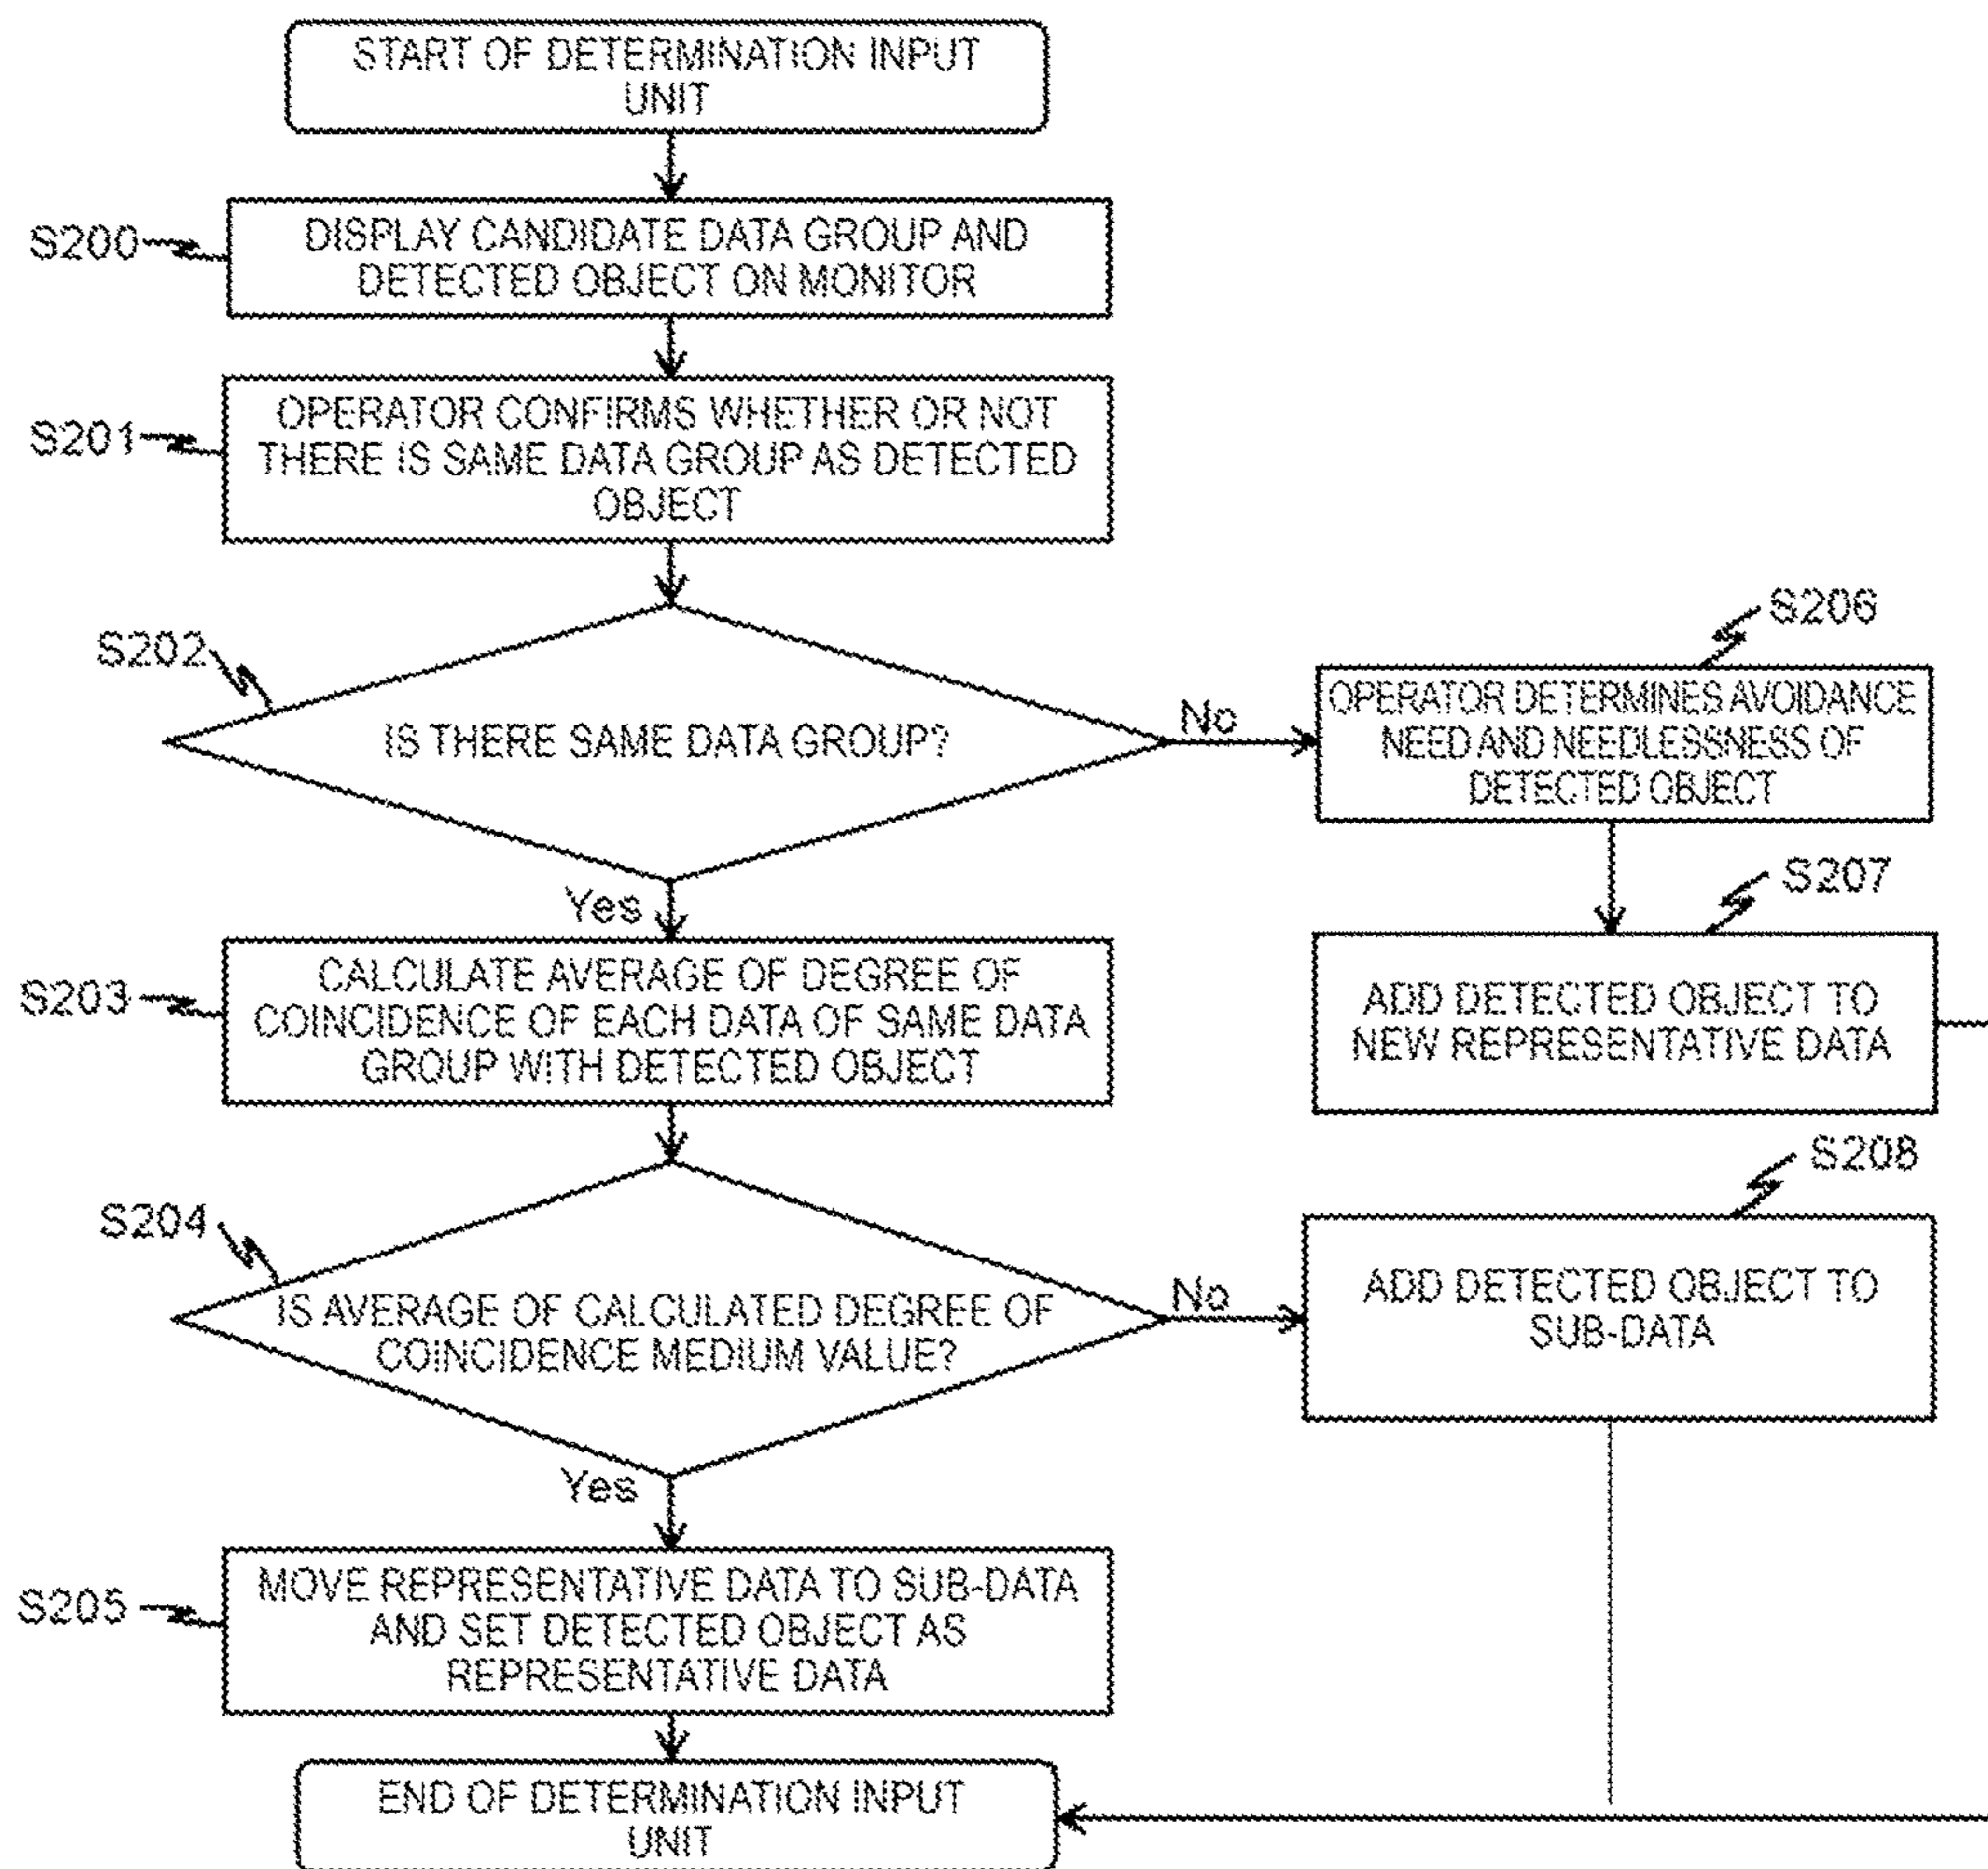 START OF DETERMINATION INPUT
UNIT
S200
DISPLAY CANDIDATE DATA GROUP AND
DETECTED OBJECT ON MONITOR
S201
OPERATOR CONFIRMS WHETHER OR NOT
THERE IS SAME DATA GROUP AS DETECTED
OBJECT
S202
IS THERE SAME DATA GROUP?
No
Yes
S206
OPERATOR DETERMINES AVOIDANCE
NEED AND NEEDLESSNESS OF
DETECTED OBJECT
S207
ADD DETECTED OBJECT TO
NEW REPRESENTATIVE DATA
S203
CALCULATE AVERAGE OF DEGREE OF
COINCIDENCE OF EACH DATA OF SAME DATA
GROUP WITH DETECTED OBJECT
S204
IS AVERAGE OF CALCULATED DEGREE OF
COINCIDENCE MEDIUM VALUE?
No
Yes
S208
ADD DETECTED OBJECT TO
SUB-DATA
S205
MOVE REPRESENTATIVE DATA TO SUB-DATA
AND SET DETECTED OBJECT AS
REPRESENTATIVE DATA
END OF DETERMINATION INPUT
UNIT